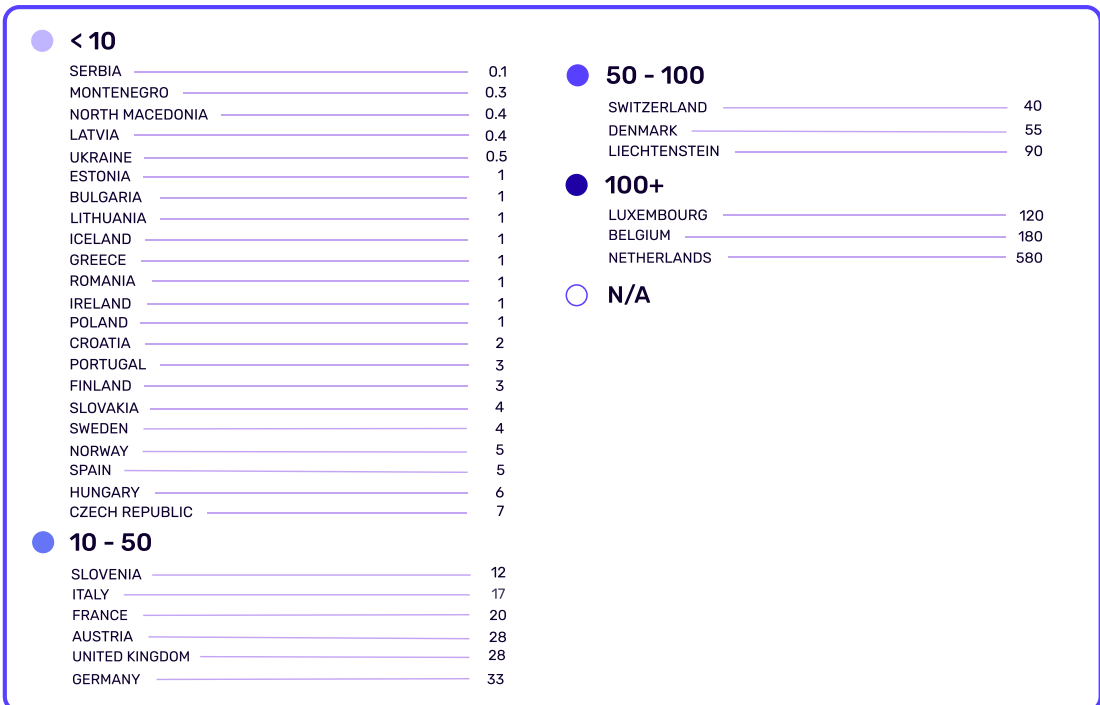 < 10
SERBIA 0.1
MONTENEGRO 0.3
NORTH MACEDONIA 0.4
LATVIA 0.4
UKRAINE 0.5
ESTONIA 1
BULGARIA 1
LITHUANIA 1
ICELAND 1
GREECE 1
ROMANIA 1
IRELAND 1
POLAND 1
CROATIA 2
PORTUGAL 3
FINLAND 3
SLOVAKIA 4
SWEDEN 4
NORWAY 5
SPAIN 5
HUNGARY 6
CZECH REPUBLIC 7
10 - 50
SLOVENIA 12
ITALY 17
FRANCE 20
AUSTRIA 28
UNITED KINGDOM 28
GERMANY 33
50 - 100
SWITZERLAND 40
DENMARK 55
LIECHTENSTEIN 90
100+
LUXEMBOURG 120
BELGIUM 180
NETHERLANDS 580
N/A